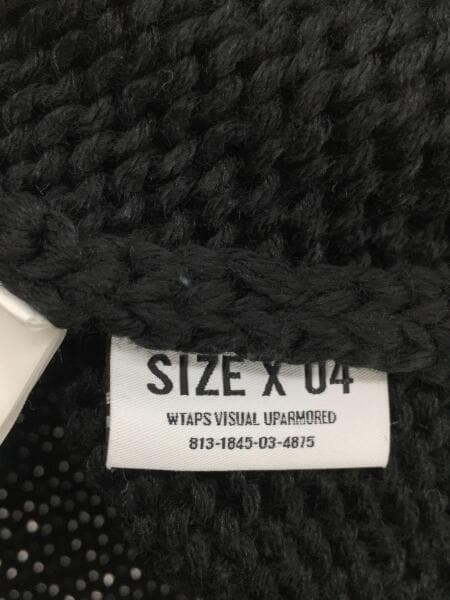 SIZE X 04
WTAPS VISUAL UPARMORED
813-1845-03-4875